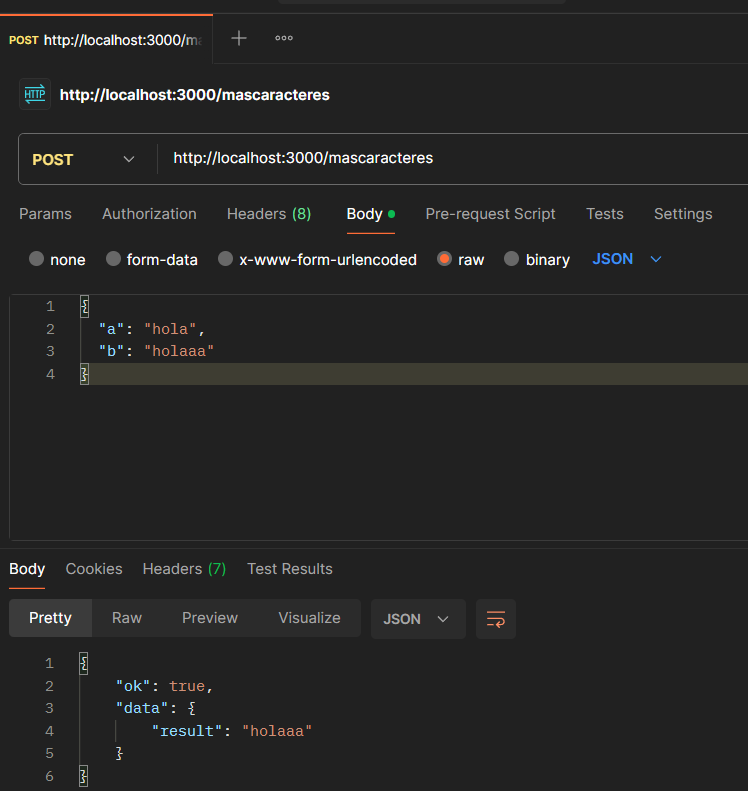 POST http://localhost:3000/ma
HTTP http://localhost:3000/mascaracteres
POST http://localhost:3000/mascaracteres
Params Authorization Headers (8) Body Pre-request Script Tests Settings
none form-data x-www-form-urlencoded raw binary JSON
1 {
2 "a": "hola",
3 "b": "holaaa"
4 }
Body Cookies Headers (7) Test Results
Pretty Raw Preview Visualize JSON
1 {
2 "ok": true,
3 "data": {
4 "result": "holaaa"
5 }
6 }